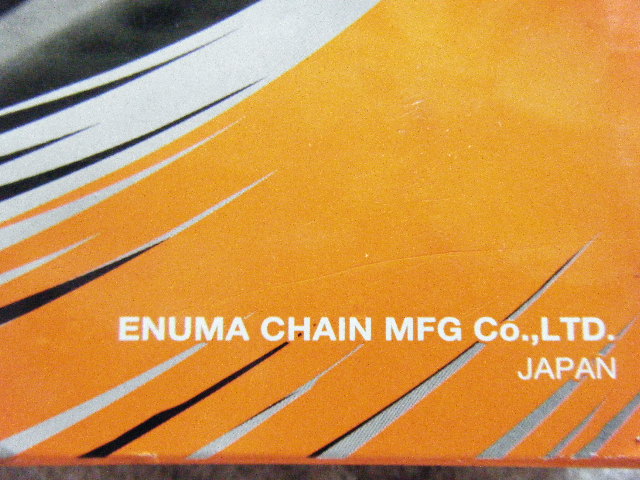 ENUMA CHAIN MFG Co.,LTD.
JAPAN